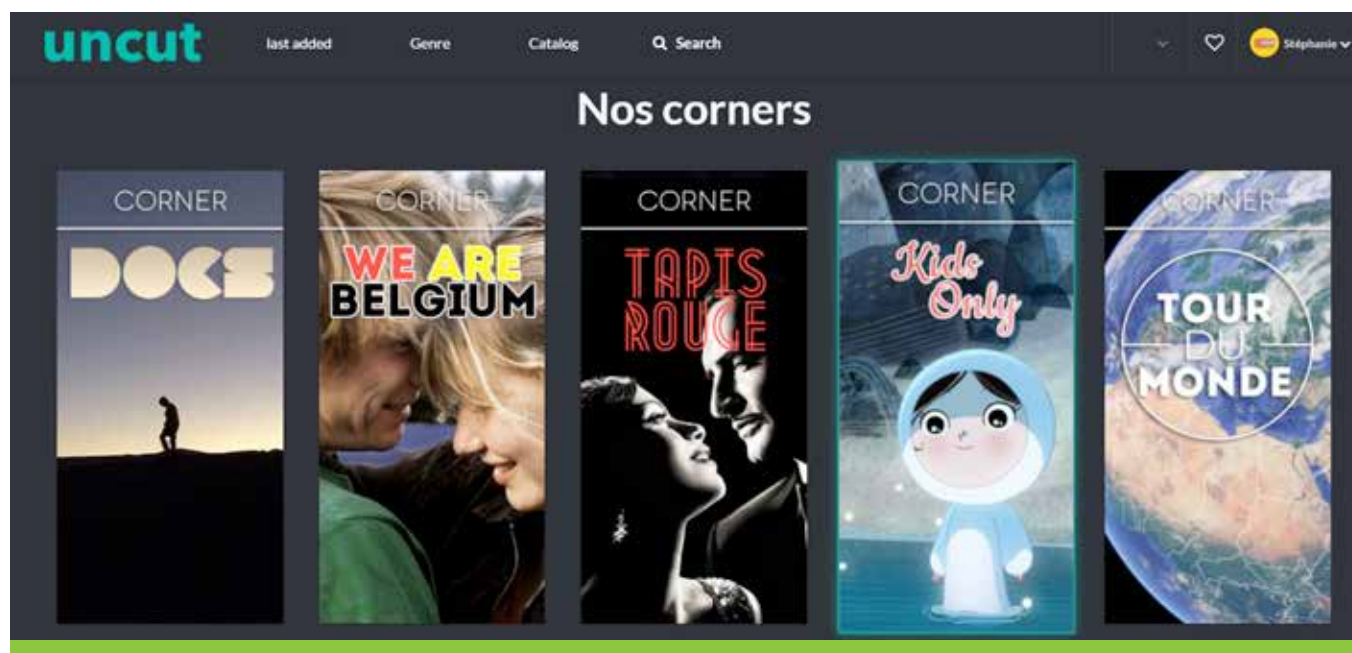 uncut
last added Genre Catalog Search
Stéphanie
Nos corners
CORNER
DOCS
CORNER
WE ARE
BELGIUM
CORNER
TAPIS
ROUGE
CORNER
Kids
Only
CORNER
TOUR
DU
MONDE